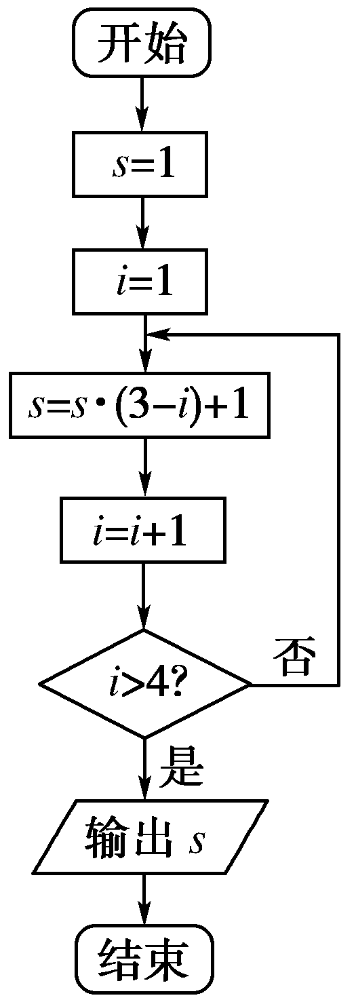 开始
s=1
i=1
s=s·(3-i)+1
i=i+1
i>4?
否
是
输出 s
结束